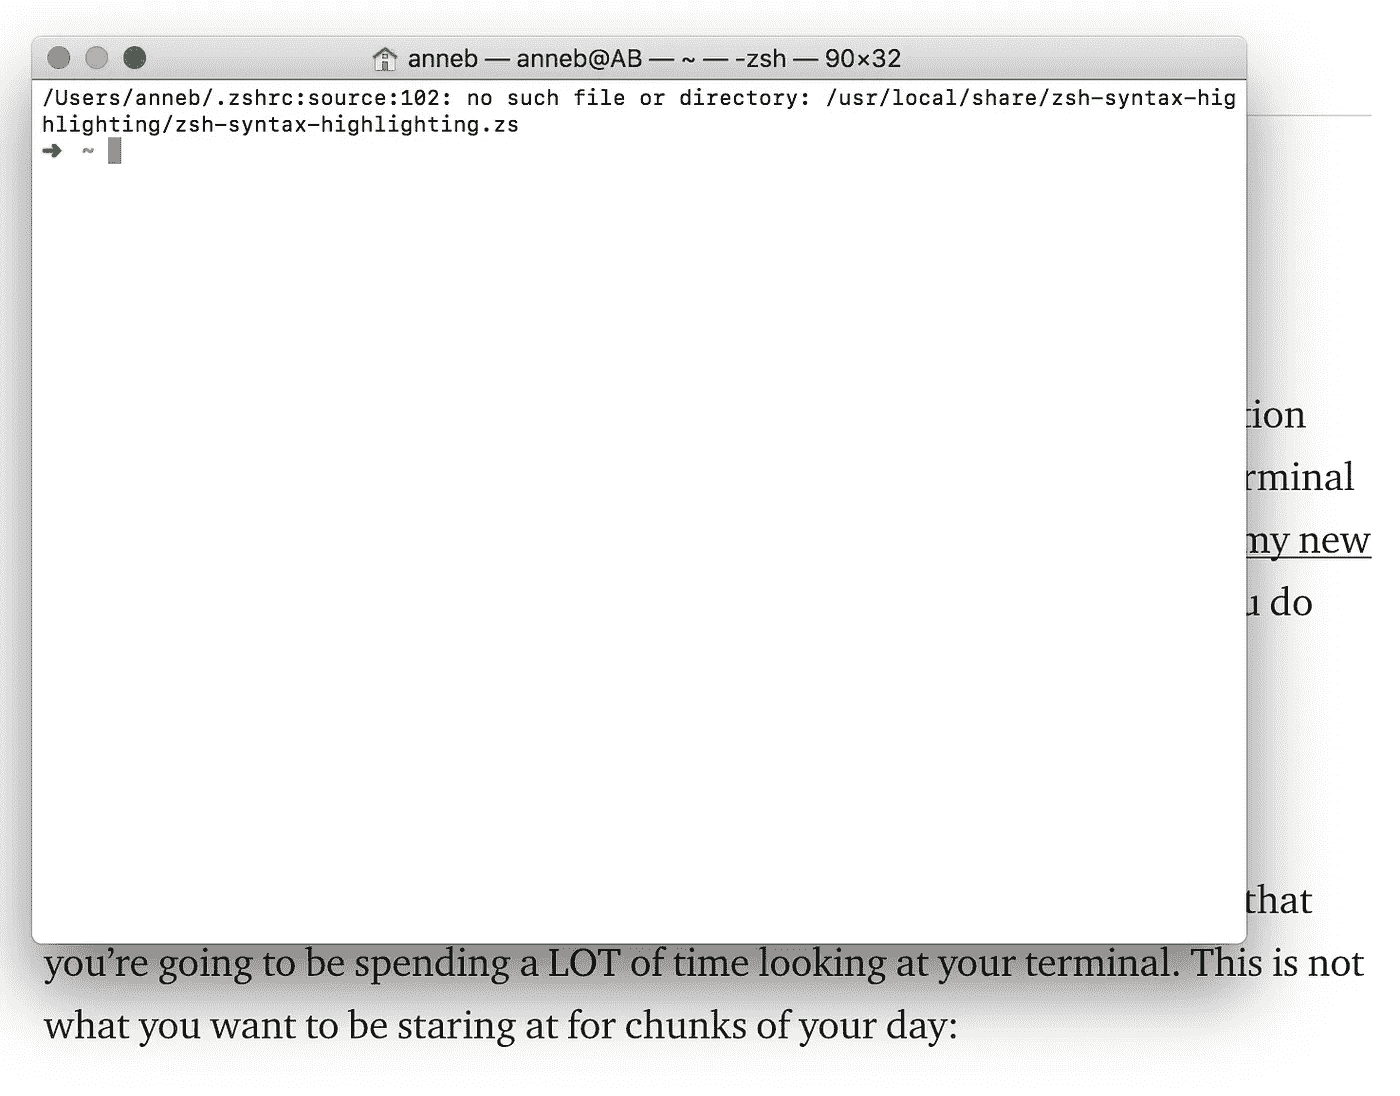 anneb — anneb@AB — ~ — -zsh — 90×32
/Users/anneb/.zshrc:source:102: no such file or directory: /usr/local/share/zsh-syntax-hig
hlighting/zsh-syntax-highlighting.zs
➜ ~
tion
rminal
my new
u do
that
you’re going to be spending a LOT of time looking at your terminal. This is not
what you want to be staring at for chunks of your day: